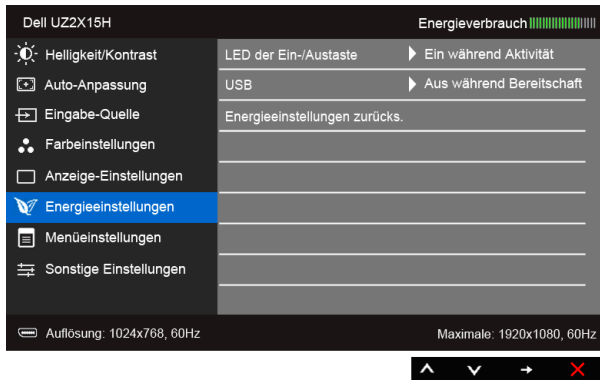 Dell UZ2X15H
Energieverbrauch
Helligkeit/Kontrast
LED der Ein-/Austaste
Ein während Aktivität
Auto-Anpassung
USB
Aus während Bereitschaft
Eingabe-Quelle
Energieeinstellungen zurücks.
Farbeinstellungen
Anzeige-Einstellungen
Energieeinstellungen
Menüeinstellungen
Sonstige Einstellungen
Auflösung: 1024x768, 60Hz
Maximale: 1920x1080, 60Hz